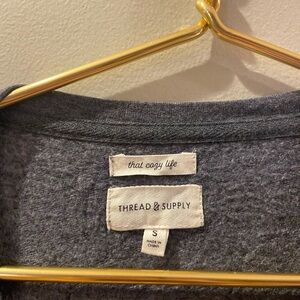 that cozy life
THREAD & SUPPLY
S
MADE IN
CHINA